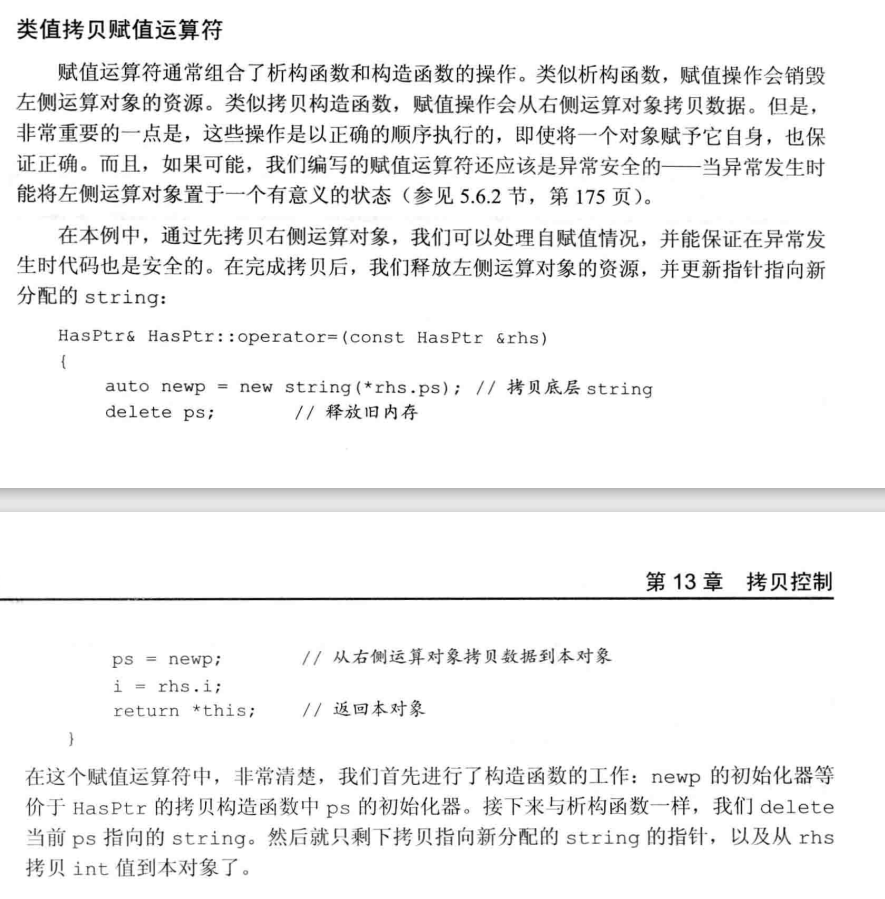 类值拷贝赋值运算符
赋值运算符通常组合了析构函数和构造函数的操作。类似析构函数，赋值操作会销毁
左侧运算对象的资源。类似拷贝构造函数，赋值操作会从右侧运算对象拷贝数据。但是，
非常重要的一点是，这些操作是以正确的顺序执行的，即使将一个对象赋予它自身，也保
证正确。而且，如果可能，我们编写的赋值运算符还应该是异常安全的——当异常发生时
能将左侧运算对象置于一个有意义的状态（参见 5.6.2 节，第 175 页）。
在本例中，通过先拷贝右侧运算对象，我们可以处理自赋值情况，并能保证在异常发
生时代码也是安全的。在完成拷贝后，我们释放左侧运算对象的资源，并更新指针指向新
分配的 string：
HasPtr& HasPtr::operator=(const HasPtr &rhs)
{
auto newp = new string(*rhs.ps); // 拷贝底层 string
delete ps; // 释放旧内存
第 13 章 拷贝控制
ps = newp; // 从右侧运算对象拷贝数据到本对象
i = rhs.i;
return *this; // 返回本对象
}
在这个赋值运算符中，非常清楚，我们首先进行了构造函数的工作：newp 的初始化器等
价于 HasPtr 的拷贝构造函数中 ps 的初始化器。接下来与析构函数一样，我们 delete
当前 ps 指向的 string。然后就只剩下拷贝指向新分配的 string 的指针，以及从 rhs
拷贝 int 值到本对象了。